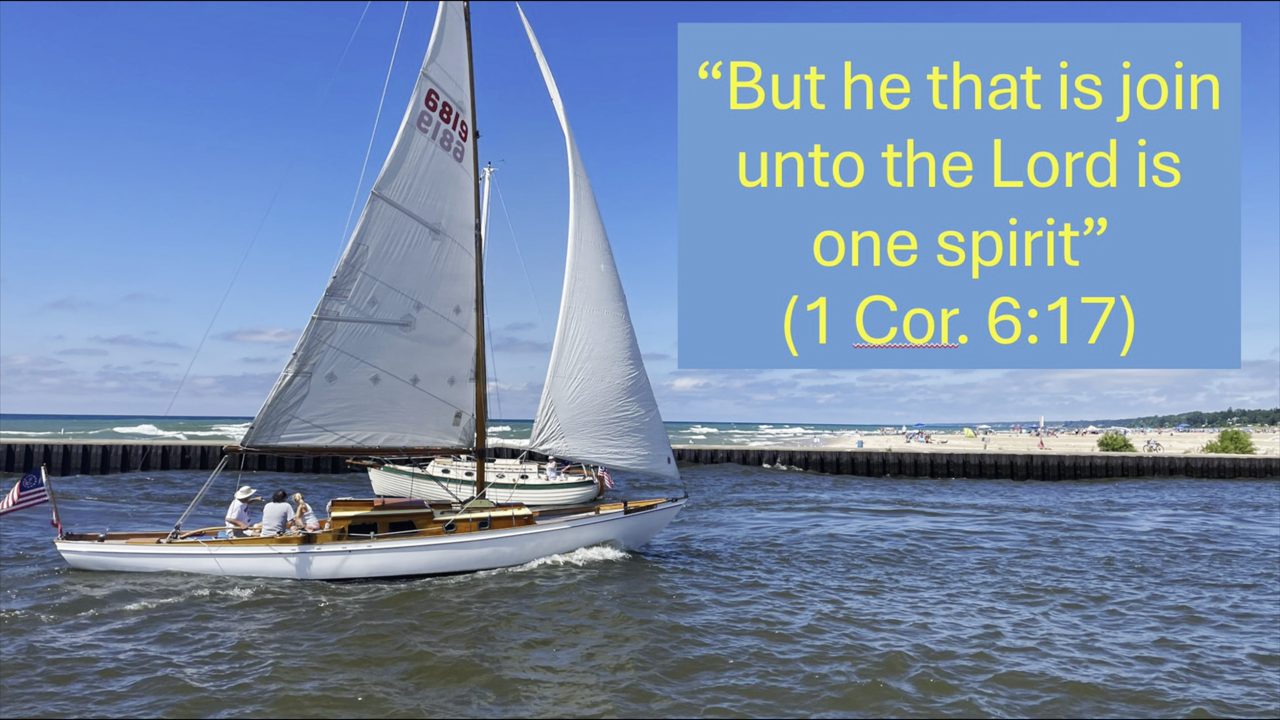 “But he that is join
unto the Lord is
one spirit”
(1 Cor. 6:17)
6819
6819